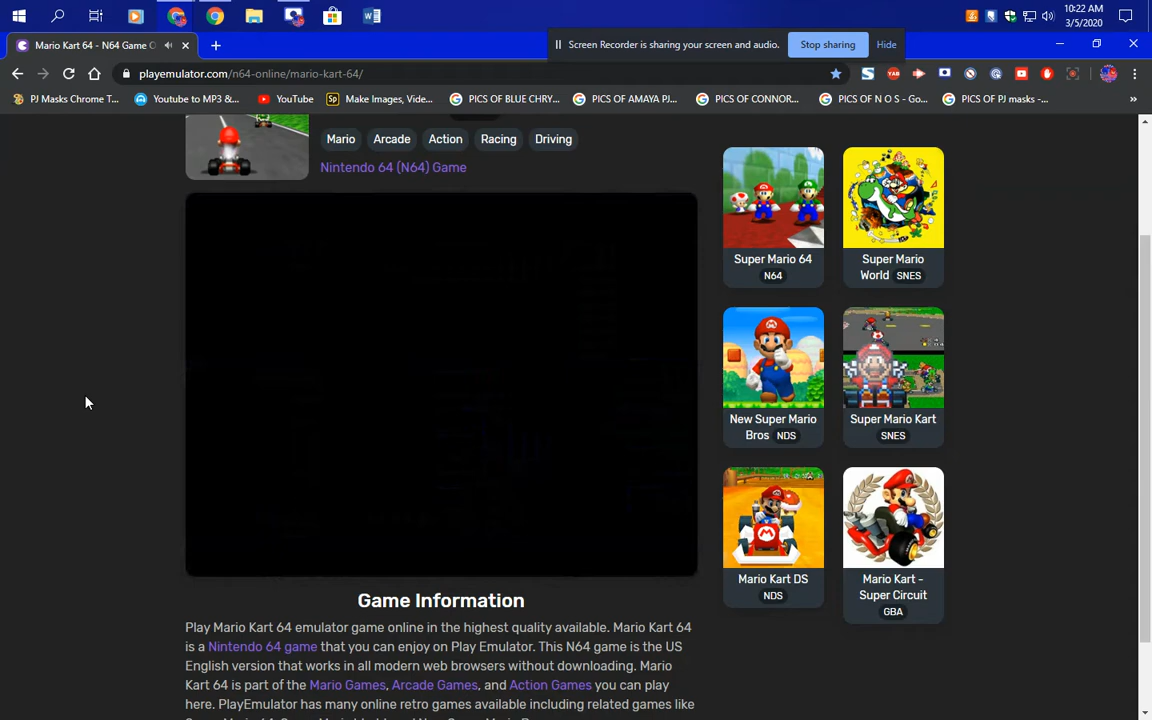 10:22 AM
3/5/2020
Mario Kart 64 - N64 Game O
Screen Recorder is sharing your screen and audio.
Stop sharing
Hide
playemulator.com/n64-online/mario-kart-64/
PJ Masks Chrome T...
Youtube to MP3 &...
YouTube
Make Images, Vide...
PICS OF BLUE CHRY...
PICS OF AMAYA PJ...
PICS OF CONNOR...
PICS OF N O S - Go...
PICS OF PJ masks -...
Mario
Arcade
Action
Racing
Driving
Nintendo 64 (N64) Game
Super Mario 64
N64
Super Mario
World SNES
New Super Mario
Bros NDS
Super Mario Kart
SNES
Mario Kart DS
NDS
Mario Kart -
Super Circuit
GBA
Game Information
Play Mario Kart 64 emulator game online in the highest quality available. Mario Kart 64
is a Nintendo 64 game that you can enjoy on Play Emulator. This N64 game is the US
English version that works in all modern web browsers without downloading. Mario
Kart 64 is part of the Mario Games, Arcade Games, and Action Games you can play
here. PlayEmulator has many online retro games available including related games like